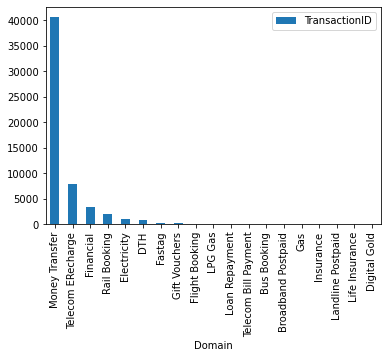 TransactionID
40000
35000
30000
25000
20000
15000
10000
5000
0
Money Transfer
Telecom ERecharge
Financial
Rail Booking
Electricity
DTH
Fastag
Gift Vouchers
Flight Booking
LPG Gas
Loan Repayment
Telecom Bill Payment
Bus Booking
Broadband Postpaid
Gas
Insurance
Landline Postpaid
Life Insurance
Digital Gold
Domain